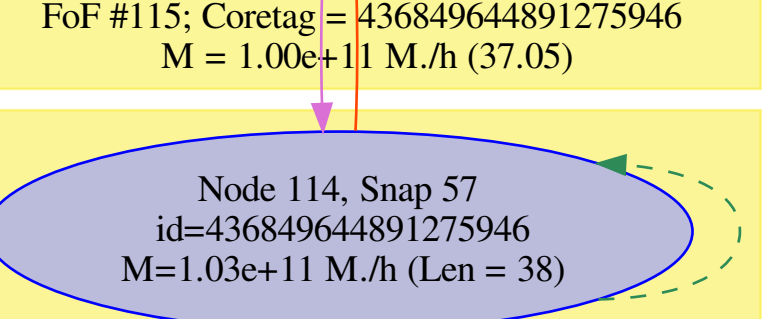 FoF #115; Coretag = 436849644891275946
M = 1.00e+11 M./h (37.05)
Node 114, Snap 57
id=436849644891275946
M=1.03e+11 M./h (Len = 38)